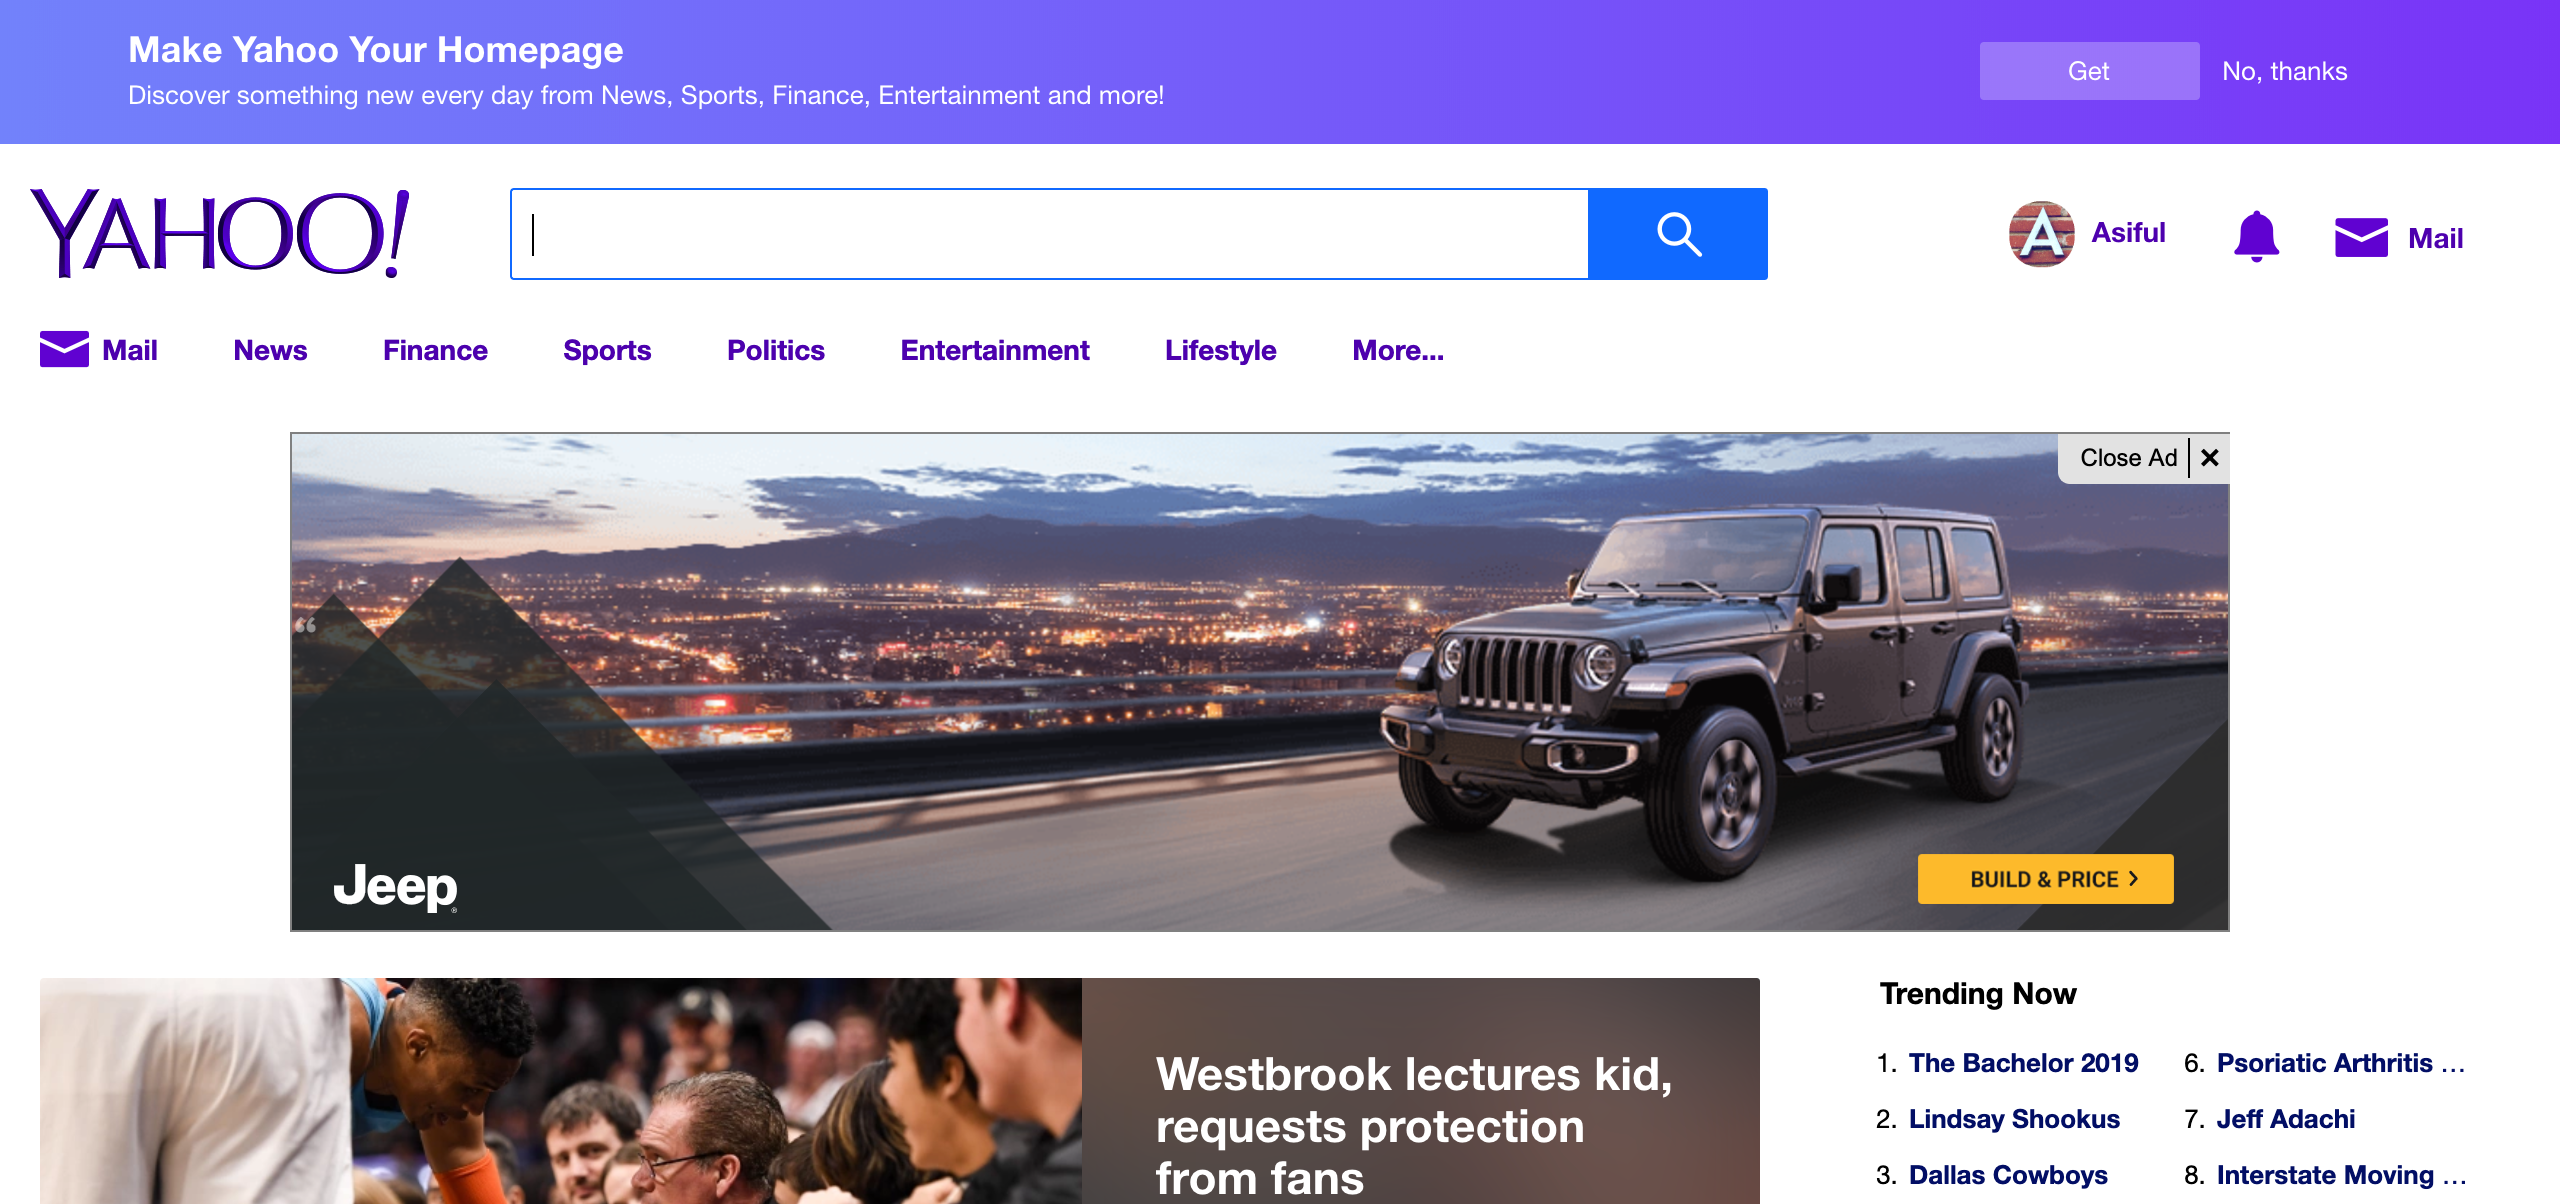 Make Yahoo Your Homepage
Discover something new every day from News, Sports, Finance, Entertainment and more!
Get
No, thanks
YAHOO!
A
Asiful
Mail
Mail
News
Finance
Sports
Politics
Entertainment
Lifestyle
More...
Close Ad
“
Jeep®
BUILD & PRICE
Westbrook lectures kid,
requests protection
from fans
Trending Now
1. The Bachelor 2019
2. Lindsay Shookus
3. Dallas Cowboys
6. Psoriatic Arthritis ...
7. Jeff Adachi
8. Interstate Moving ...